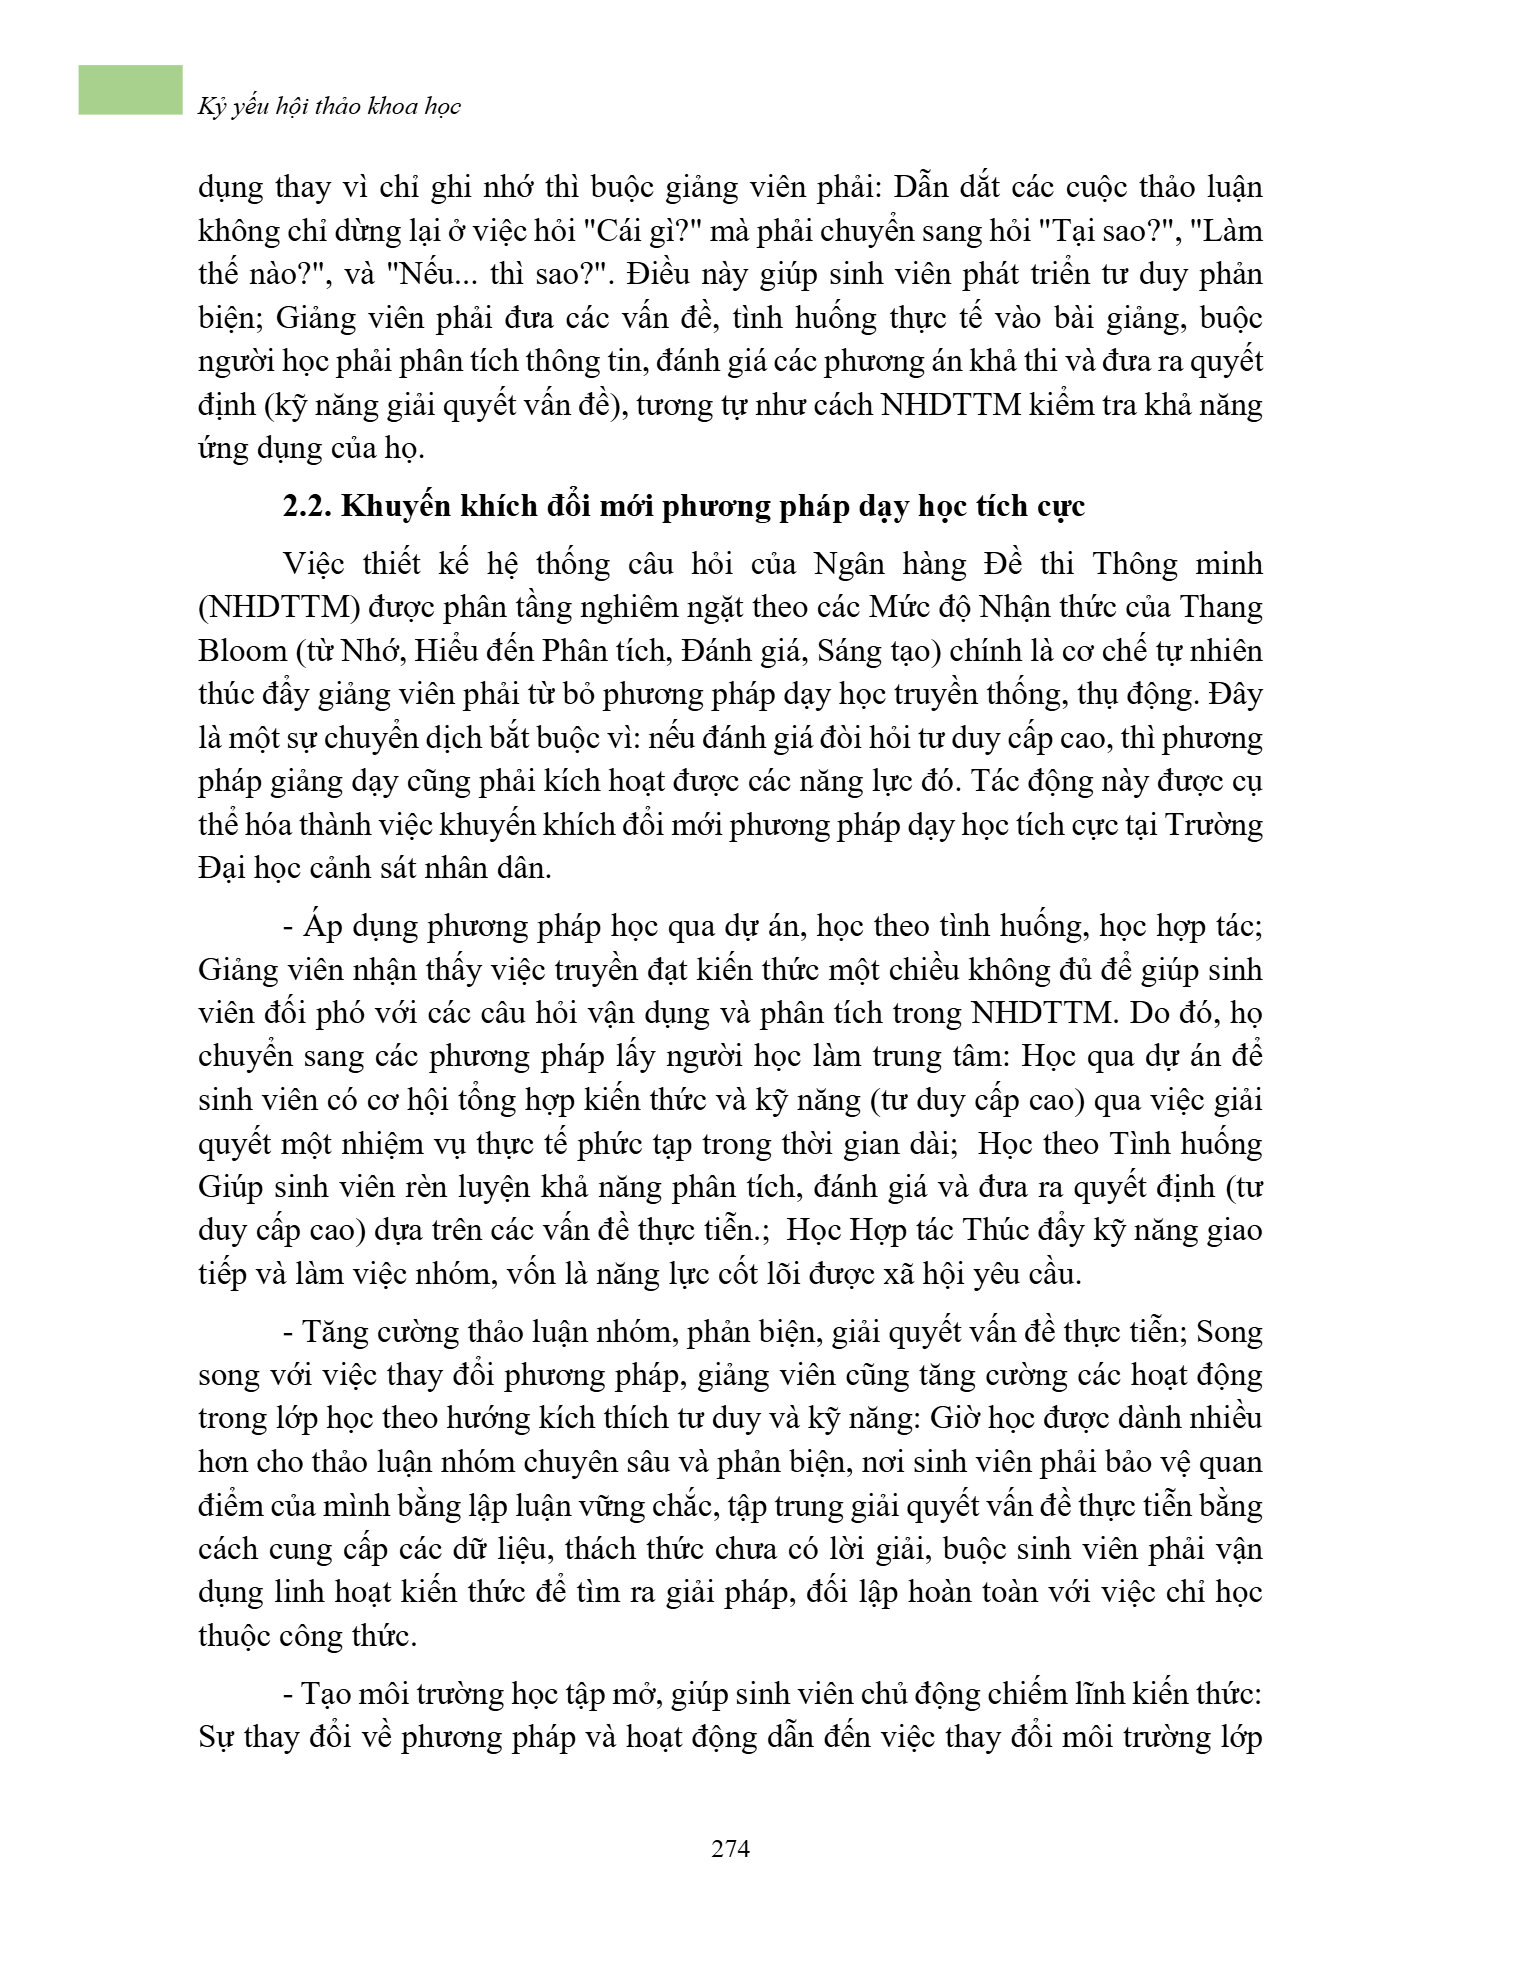 Kỷ yếu hội thảo khoa học
dụng thay vì chỉ ghi nhớ thì buộc giảng viên phải: Dẫn dắt các cuộc thảo luận
không chỉ dừng lại ở việc hỏi "Cái gì?" mà phải chuyển sang hỏi "Tại sao?", "Làm
thế nào?", và "Nếu... thì sao?". Điều này giúp sinh viên phát triển tư duy phản
biện; Giảng viên phải đưa các vấn đề, tình huống thực tế vào bài giảng, buộc
người học phải phân tích thông tin, đánh giá các phương án khả thi và đưa ra quyết
định (kỹ năng giải quyết vấn đề), tương tự như cách NHDTTM kiểm tra khả năng
ứng dụng của họ.
2.2. Khuyến khích đổi mới phương pháp dạy học tích cực
Việc thiết kế hệ thống câu hỏi của Ngân hàng Đề thi Thông minh
(NHDTTM) được phân tầng nghiêm ngặt theo các Mức độ Nhận thức của Thang
Bloom (từ Nhớ, Hiểu đến Phân tích, Đánh giá, Sáng tạo) chính là cơ chế tự nhiên
thúc đẩy giảng viên phải từ bỏ phương pháp dạy học truyền thống, thụ động. Đây
là một sự chuyển dịch bắt buộc vì: nếu đánh giá đòi hỏi tư duy cấp cao, thì phương
pháp giảng dạy cũng phải kích hoạt được các năng lực đó. Tác động này được cụ
thể hóa thành việc khuyến khích đổi mới phương pháp dạy học tích cực tại Trường
Đại học cảnh sát nhân dân.
- Áp dụng phương pháp học qua dự án, học theo tình huống, học hợp tác;
Giảng viên nhận thấy việc truyền đạt kiến thức một chiều không đủ để giúp sinh
viên đối phó với các câu hỏi vận dụng và phân tích trong NHDTTM. Do đó, họ
chuyển sang các phương pháp lấy người học làm trung tâm: Học qua dự án để
sinh viên có cơ hội tổng hợp kiến thức và kỹ năng (tư duy cấp cao) qua việc giải
quyết một nhiệm vụ thực tế phức tạp trong thời gian dài;  Học theo Tình huống
Giúp sinh viên rèn luyện khả năng phân tích, đánh giá và đưa ra quyết định (tư
duy cấp cao) dựa trên các vấn đề thực tiễn.;  Học Hợp tác Thúc đẩy kỹ năng giao
tiếp và làm việc nhóm, vốn là năng lực cốt lõi được xã hội yêu cầu.
- Tăng cường thảo luận nhóm, phản biện, giải quyết vấn đề thực tiễn; Song
song với việc thay đổi phương pháp, giảng viên cũng tăng cường các hoạt động
trong lớp học theo hướng kích thích tư duy và kỹ năng: Giờ học được dành nhiều
hơn cho thảo luận nhóm chuyên sâu và phản biện, nơi sinh viên phải bảo vệ quan
điểm của mình bằng lập luận vững chắc, tập trung giải quyết vấn đề thực tiễn bằng
cách cung cấp các dữ liệu, thách thức chưa có lời giải, buộc sinh viên phải vận
dụng linh hoạt kiến thức để tìm ra giải pháp, đối lập hoàn toàn với việc chỉ học
thuộc công thức.
- Tạo môi trường học tập mở, giúp sinh viên chủ động chiếm lĩnh kiến thức:
Sự thay đổi về phương pháp và hoạt động dẫn đến việc thay đổi môi trường lớp
274